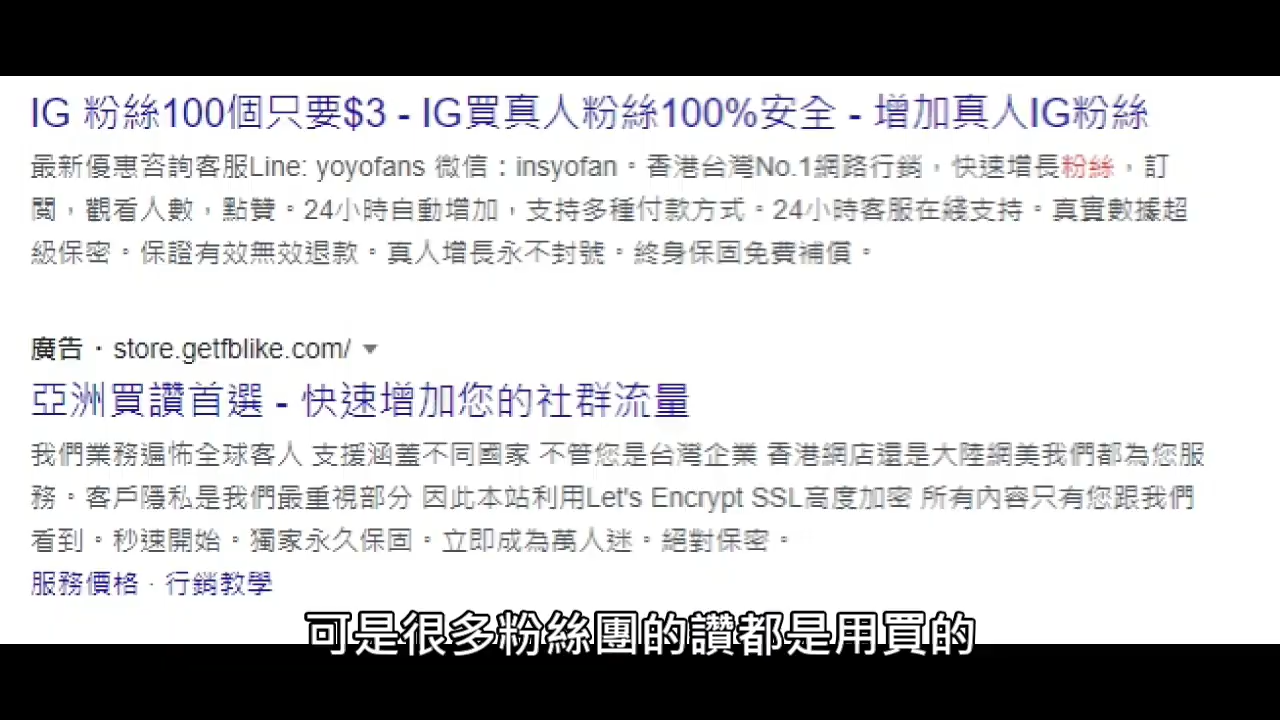 IG 粉絲100個只要$3 - IG買真人粉絲100%安全 - 增加真人IG粉絲
最新優惠咨詢客服Line: yoyofans 微信：insyofan。香港台灣No.1網路行銷，快速增長粉絲，訂
閱，觀看人數，點贊。24小時自動增加，支持多種付款方式。24小時客服在綫支持。真實數據超
級保密。保證有效無效退款。真人增長永不封號。終身保固免費補償。
廣告・store.getfblike.com/
亞洲買讚首選 - 快速增加您的社群流量
我們業務遍怖全球客人 支援涵蓋不同國家 不管您是台灣企業 香港網店還是大陸網美我們都為您服
務。客戶隱私是我們最重視部分 因此本站利用Let's Encrypt SSL高度加密 所有內容只有您跟我們
看到。秒速開始。獨家永久保固。立即成為萬人迷。絕對保密。
服務價格 · 行銷教學
可是很多粉絲團的讚都是用買的